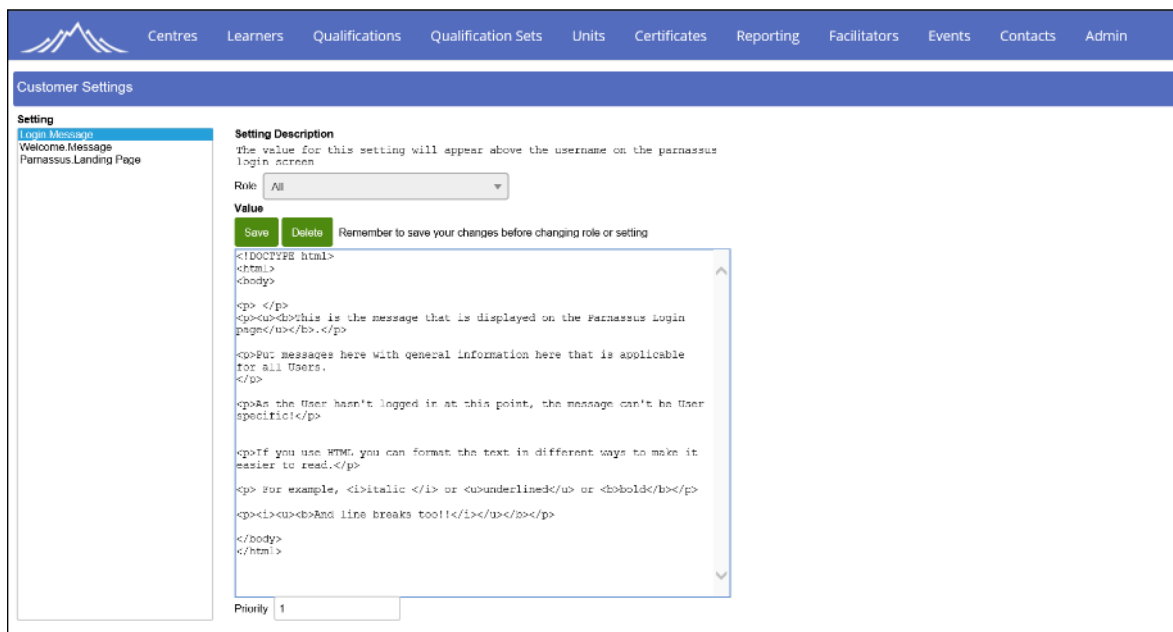 Centres Learners Qualifications Qualification Sets Units Certificates Reporting Facilitators Events Contacts Admin
Customer Settings
Setting
Login.Message
Welcome.Message
Parnassus.Landing Page
Setting Description
The value for this setting will appear above the username on the parnassus
login screen
Role All
Value
Save Delete Remember to save your changes before changing role or setting
<!DOCTYPE html>
<html>
<body>
<p> </p>
<p><u><b>This is the message that is displayed on the Parnassus Login
page</u></b>.</p>
<p>Put messages here with general information here that is applicable
for all Users.
</p>
<p>As the User hasn't logged in at this point, the message can't be User
specific!</p>
<p>If you use HTML you can format the text in different ways to make it
easier to read.</p>
<p> For example, <i>italic </i> or <u>underlined</u> or <b>bold</b></p>
<p><i><u><b>And line breaks too!!</i></u></b></p>
</body>
</html>
Priority 1